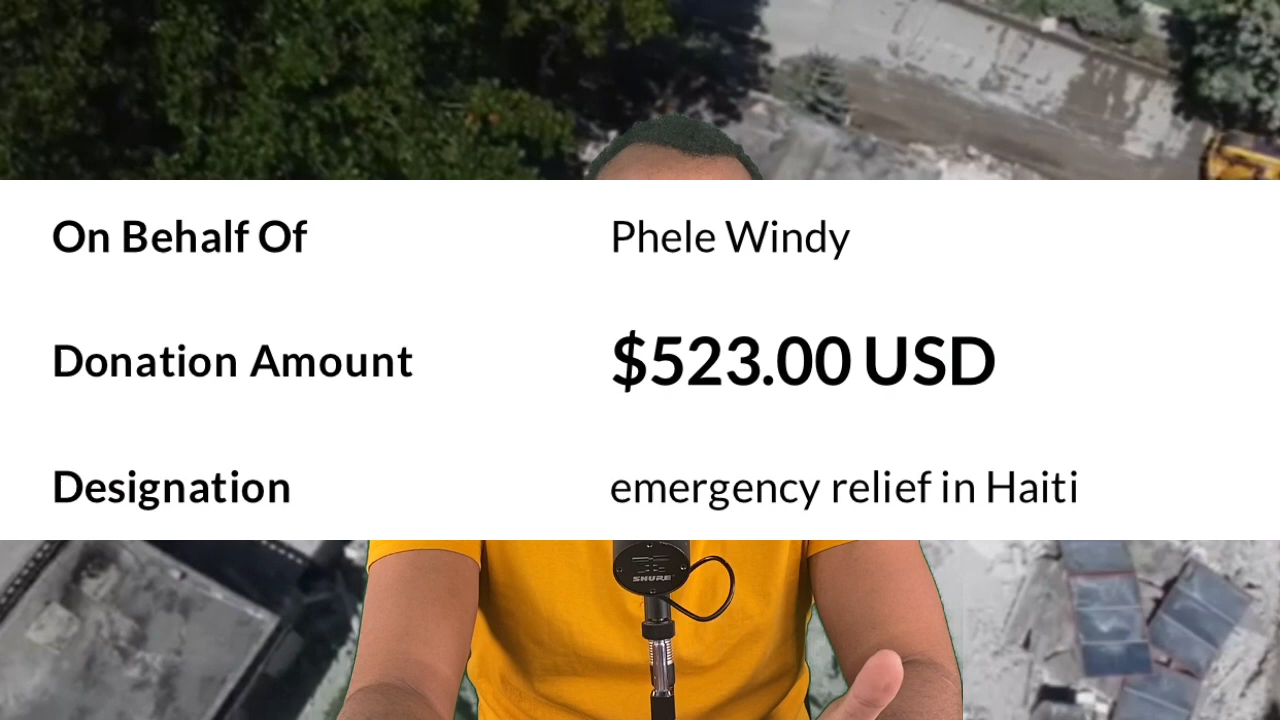 On Behalf Of Phele Windy
Donation Amount $523.00 USD
Designation emergency relief in Haiti
SHURE